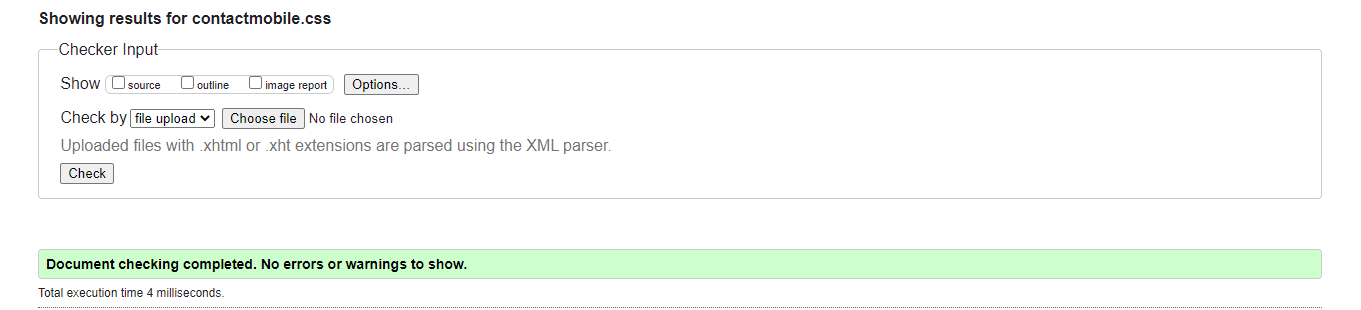 Showing results for contactmobile.css
Checker Input
Show source outline image report Options...
Check by file upload Choose file No file chosen
Uploaded files with .xhtml or .xht extensions are parsed using the XML parser.
Check
Document checking completed. No errors or warnings to show.
Total execution time 4 milliseconds.